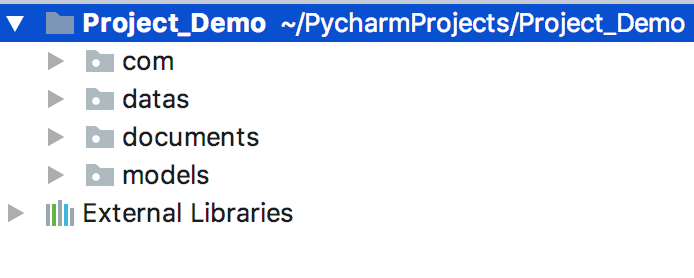 Project_Demo ~/PycharmProjects/Project_Demo
com
datas
documents
models
External Libraries